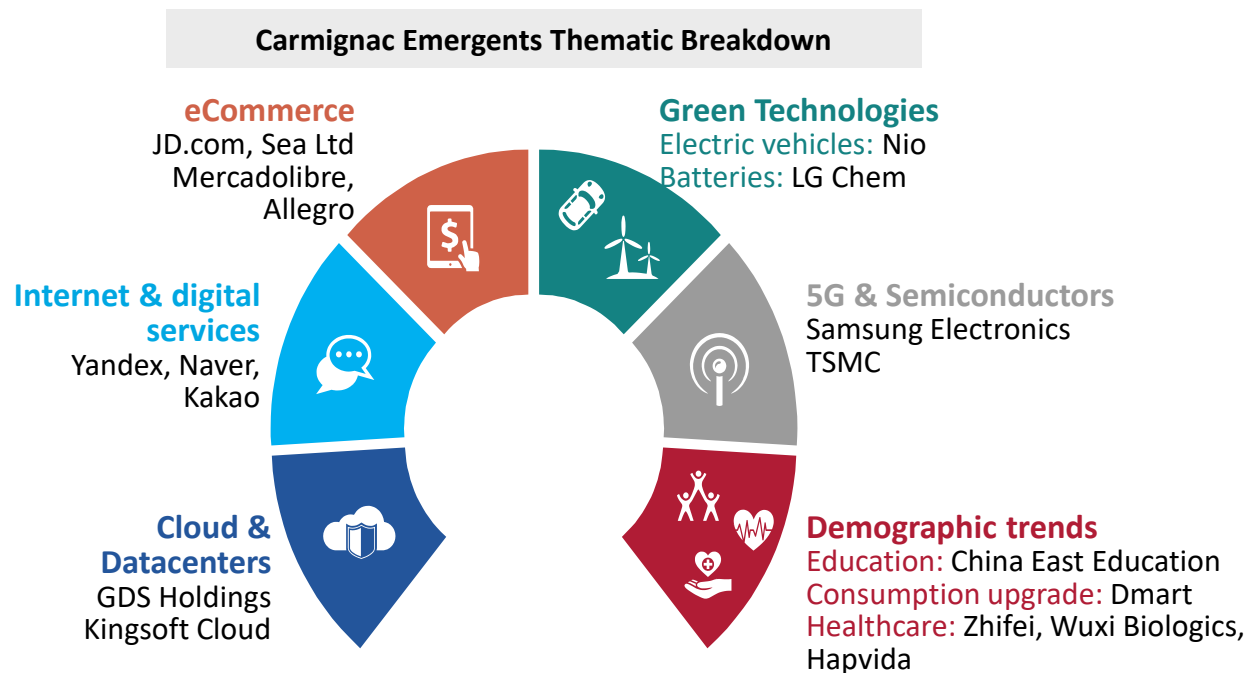 Carmignac Emergents Thematic Breakdown
eCommerce
JD.com, Sea Ltd
Mercadolibre,
Allegro
Green Technologies
Electric vehicles: Nio
Batteries: LG Chem
$
Internet & digital
services
Yandex, Naver,
Kakao
5G & Semiconductors
Samsung Electronics
TSMC
Cloud &
Datacenters
GDS Holdings
Kingsoft Cloud
Demographic trends
Education: China East Education
Consumption upgrade: Dmart
Healthcare: Zhifei, Wuxi Biologics,
Hapvida